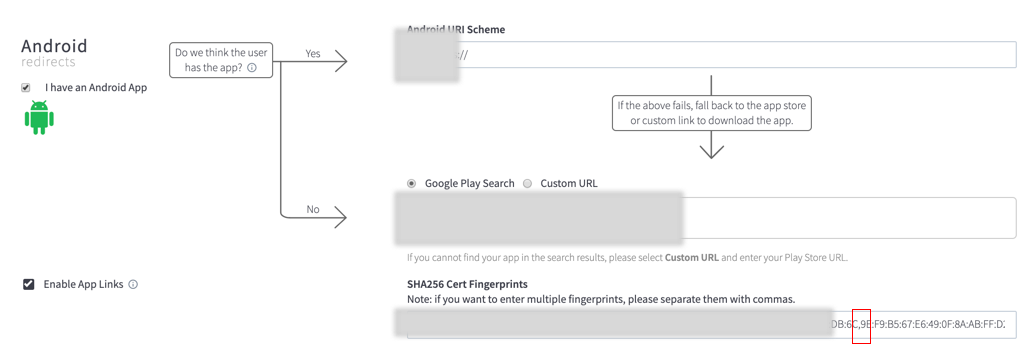 Android URI Scheme
Android
redirects
Do we think the user
has the app?
Yes
://
I have an Android App
If the above fails, fall back to the app store
or custom link to download the app.
Google Play Search
Custom URL
No
If you cannot find your app in the search results, please select Custom URL and enter your Play Store URL.
Enable App Links
SHA256 Cert Fingerprints
Note: if you want to enter multiple fingerprints, please separate them with commas.
DB:6C,9E:F9:B5:67:E6:49:0F:8A:AB:FF:D